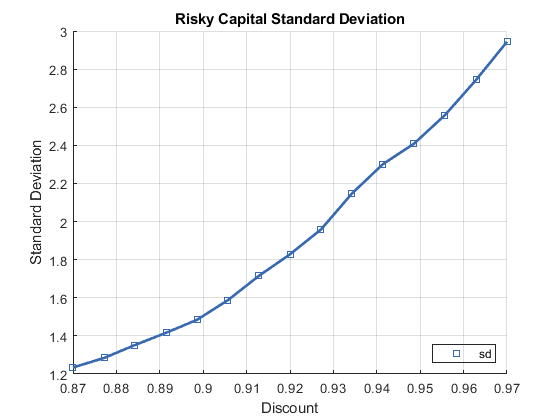 Risky Capital Standard Deviation
Standard Deviation
3
2.8
2.6
2.4
2.2
2
1.8
1.6
1.4
1.2
sd
0.87 0.88 0.89 0.9 0.91 0.92 0.93 0.94 0.95 0.96 0.97
Discount